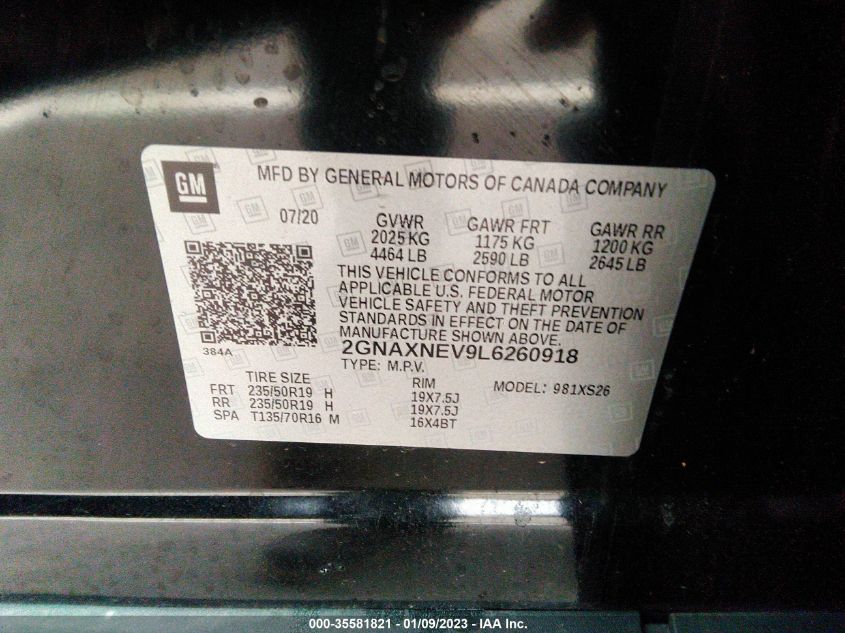 GM
MFD BY GENERAL MOTORS OF CANADA COMPANY
07/20
GVWR GAWR FRT GAWR RR
2025 KG 1175 KG 1200 KG
4464 LB 2590 LB 2645 LB
THIS VEHICLE CONFORMS TO ALL
APPLICABLE U.S. FEDERAL MOTOR
VEHICLE SAFETY AND THEFT PREVENTION
STANDARDS IN EFFECT ON THE DATE OF
MANUFACTURE SHOWN ABOVE.
384A
2GNAXNEV9L6260918
TYPE: M.P.V.
TIRE SIZE RIM MODEL: 981XS26
FRT 235/50R19 H 19X7.5J
RR 235/50R19 H 19X7.5J
SPA T135/70R16 M 16X4BT
000-35581821 - 01/09/2023 - IAA Inc.